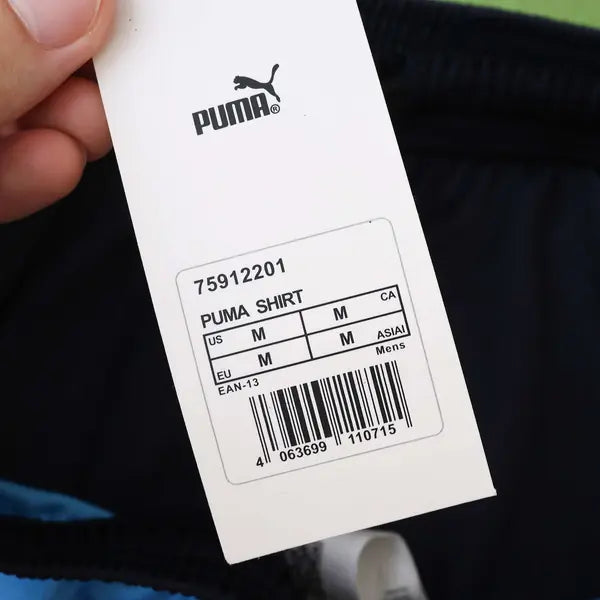 PUMA®
75912201
PUMA SHIRT
US M M CA
EU M M ASIAI
EAN-13 Mens
4 063699 110715